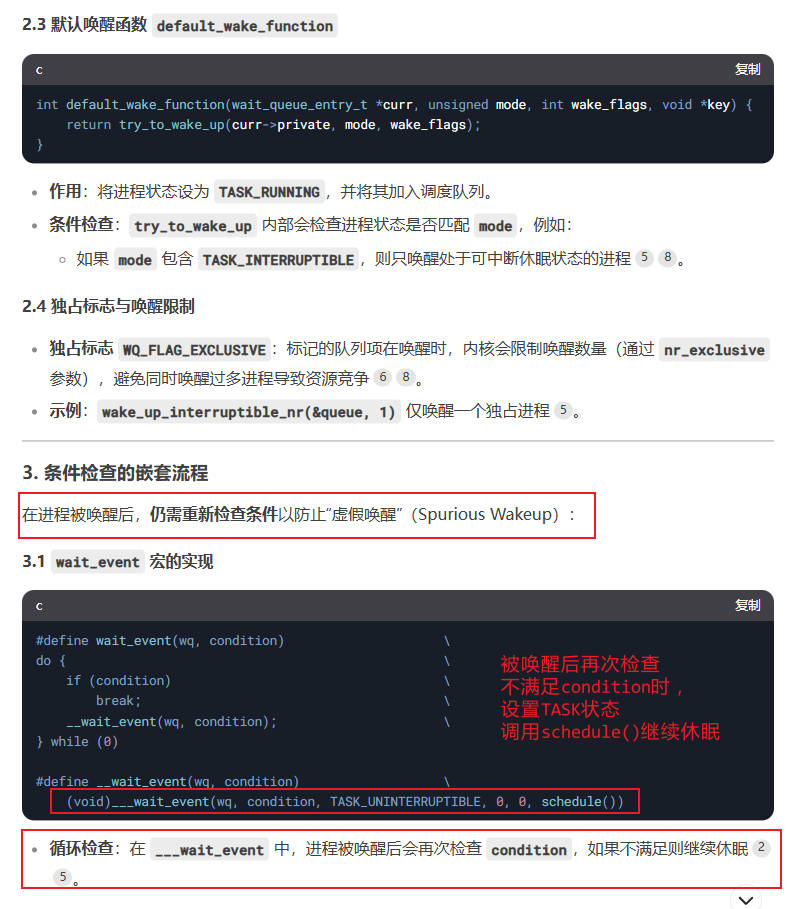 2.3 默认唤醒函数 default_wake_function
c 复制
int default_wake_function(wait_queue_entry_t *curr, unsigned mode, int wake_flags, void *key) {
    return try_to_wake_up(curr->private, mode, wake_flags);
}
• 作用：将进程状态设为 TASK_RUNNING，并将其加入调度队列。
• 条件检查：try_to_wake_up 内部会检查进程状态是否匹配 mode，例如：
○ 如果 mode 包含 TASK_INTERRUPTIBLE，则只唤醒处于可中断休眠状态的进程 5 8。
2.4 独占标志与唤醒限制
• 独占标志 WQ_FLAG_EXCLUSIVE：标记的队列项在唤醒时，内核会限制唤醒数量（通过 nr_exclusive
参数），避免同时唤醒过多进程导致资源竞争 6 8。
• 示例：wake_up_interruptible_nr(&queue, 1) 仅唤醒一个独占进程 5。
3. 条件检查的嵌套流程
在进程被唤醒后，仍需重新检查条件以防止“虚假唤醒”（Spurious Wakeup）：
3.1 wait_event 宏的实现
c 复制
#define wait_event(wq, condition) \
do { \
    if (condition) \
        break; \
    __wait_event(wq, condition); \
} while (0)
被唤醒后再次检查
不满足condition时，
设置TASK状态
调用schedule()继续休眠
#define __wait_event(wq, condition) \
    (void)___wait_event(wq, condition, TASK_UNINTERRUPTIBLE, 0, 0, schedule())
• 循环检查：在 ___wait_event 中，进程被唤醒后会再次检查 condition，如果不满足则继续休眠 2
5。